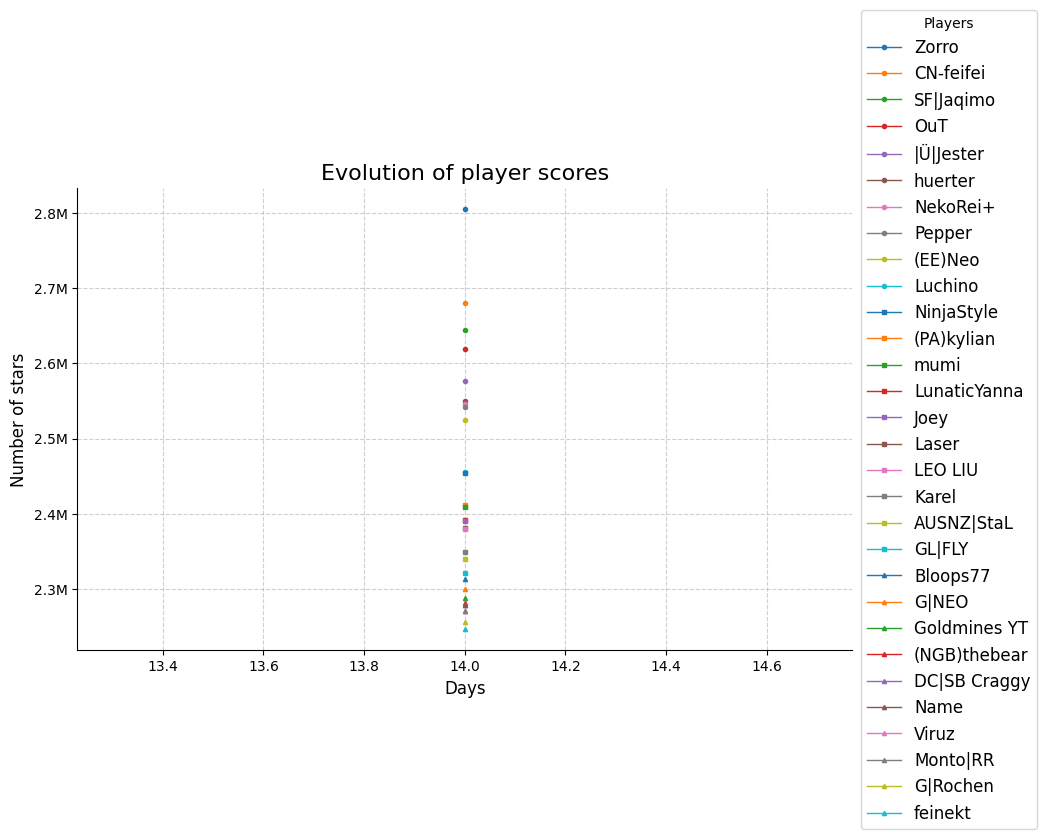 Evolution of player scores
Number of stars
2.8M
2.7M
2.6M
2.5M
2.4M
2.3M
13.4 13.6 13.8 14.0 14.2 14.4 14.6
Days
Players
Zorro
CN-feifei
SF|Jaqimo
OuT
|Ü|Jester
huerter
NekoRei+
Pepper
(EE)Neo
Luchino
NinjaStyle
(PA)kylian
mumi
LunaticYanna
Joey
Laser
LEO LIU
Karel
AUSNZ|StaL
GL|FLY
Bloops77
G|NEO
Goldmines YT
(NGB)thebear
DC|SB Craggy
Name
Viruz
Monto|RR
G|Rochen
feinekt